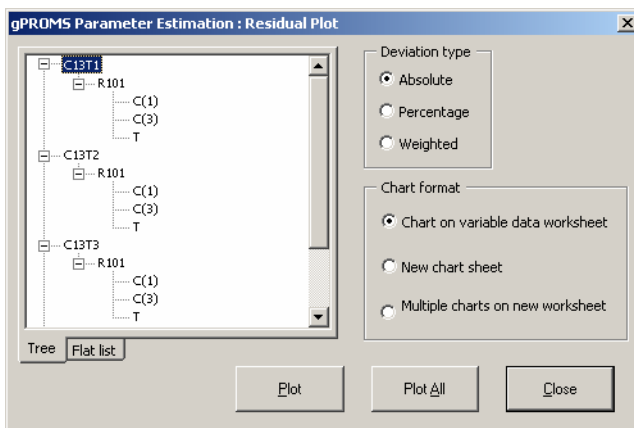 gPROMS Parameter Estimation : Residual Plot
C13T1
R101
C(1)
C(3)
T
C13T2
R101
C(1)
C(3)
T
C13T3
R101
C(1)
C(3)
T
Tree
Flat list
Deviation type
Absolute
Percentage
Weighted
Chart format
Chart on variable data worksheet
New chart sheet
Multiple charts on new worksheet
Plot
Plot All
Close